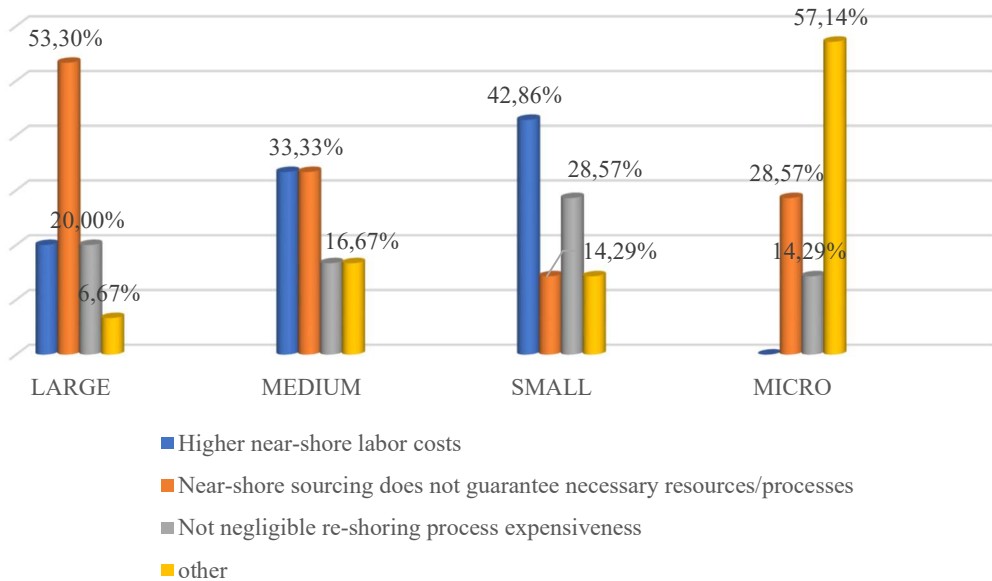 57,14%
53,30%
42,86%
33,33%
28,57%
28,57%
20,00%
16,67%
14,29%
14,29%
6,67%
LARGE
MEDIUM
SMALL
MICRO
Higher near-shore labor costs
Near-shore sourcing does not guarantee necessary resources/processes
Not negligible re-shoring process expensiveness
other